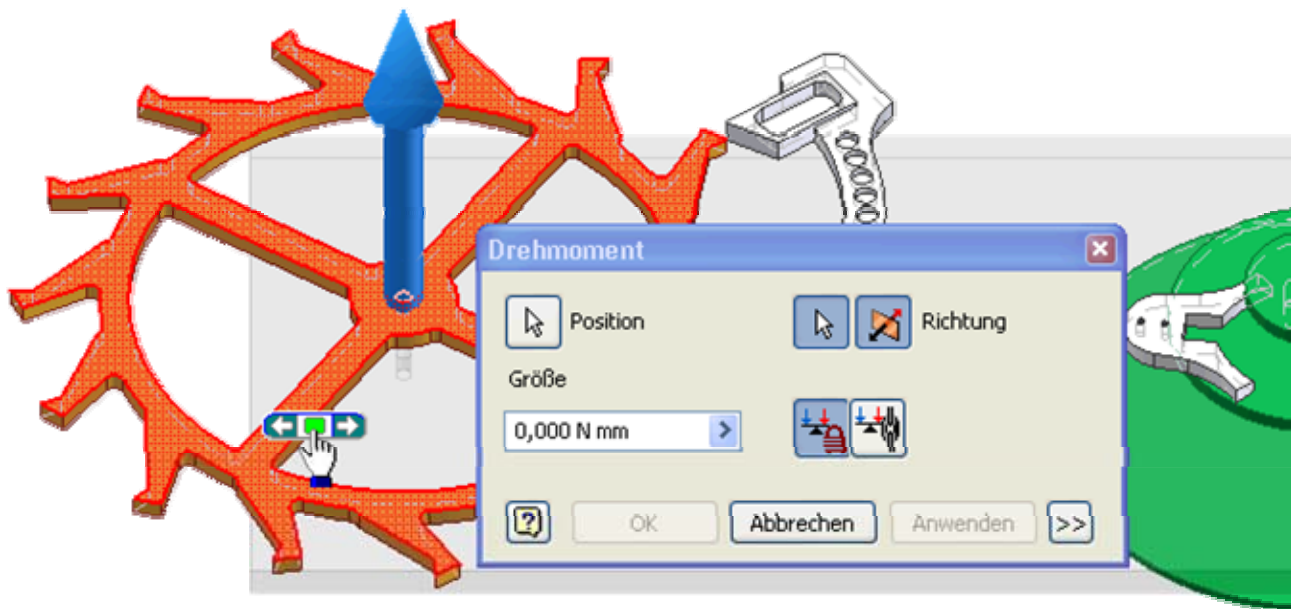 Drehmoment
Position
Richtung
Größe
0,000 N mm
OK
Abbrechen
Anwenden
>>